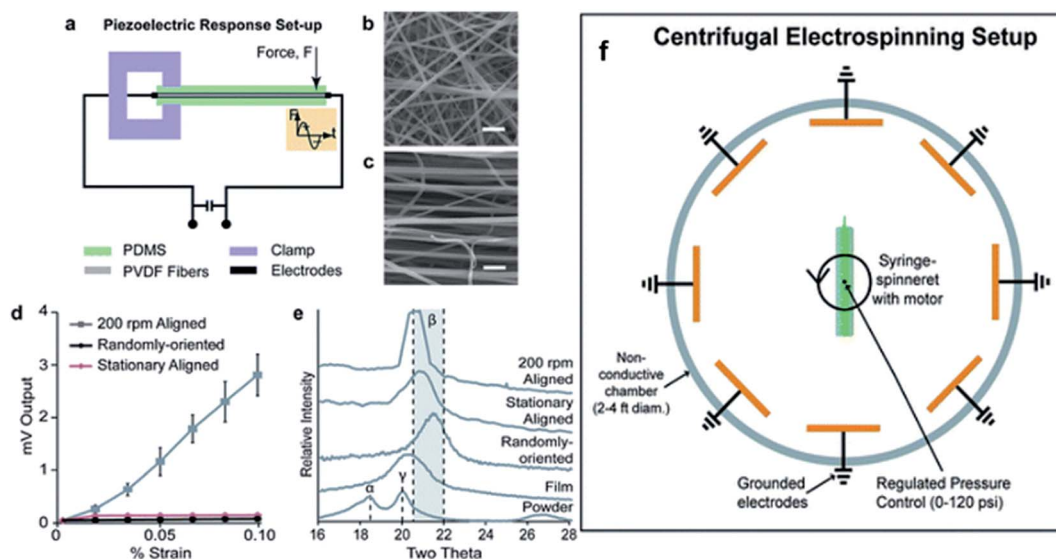 a
Piezoelectric Response Set-up
Force, F
F
t
PDMS
Clamp
PVDF Fibers
Electrodes
b
c
d
4
3
2
1
0
mV Output
200 rpm Aligned
Randomly-oriented
Stationary Aligned
0
0.05
0.10
% Strain
e
Relative Intensity
β
α
γ
200 rpm
Aligned
Stationary
Aligned
Randomly-
oriented
Film
Powder
16
18
20
22
24
26
28
Two Theta
f
Centrifugal Electrospinning Setup
Syringe-
spinneret
with motor
Non-
conductive
chamber
(2-4 ft diam.)
Grounded
electrodes
Regulated Pressure
Control (0-120 psi)